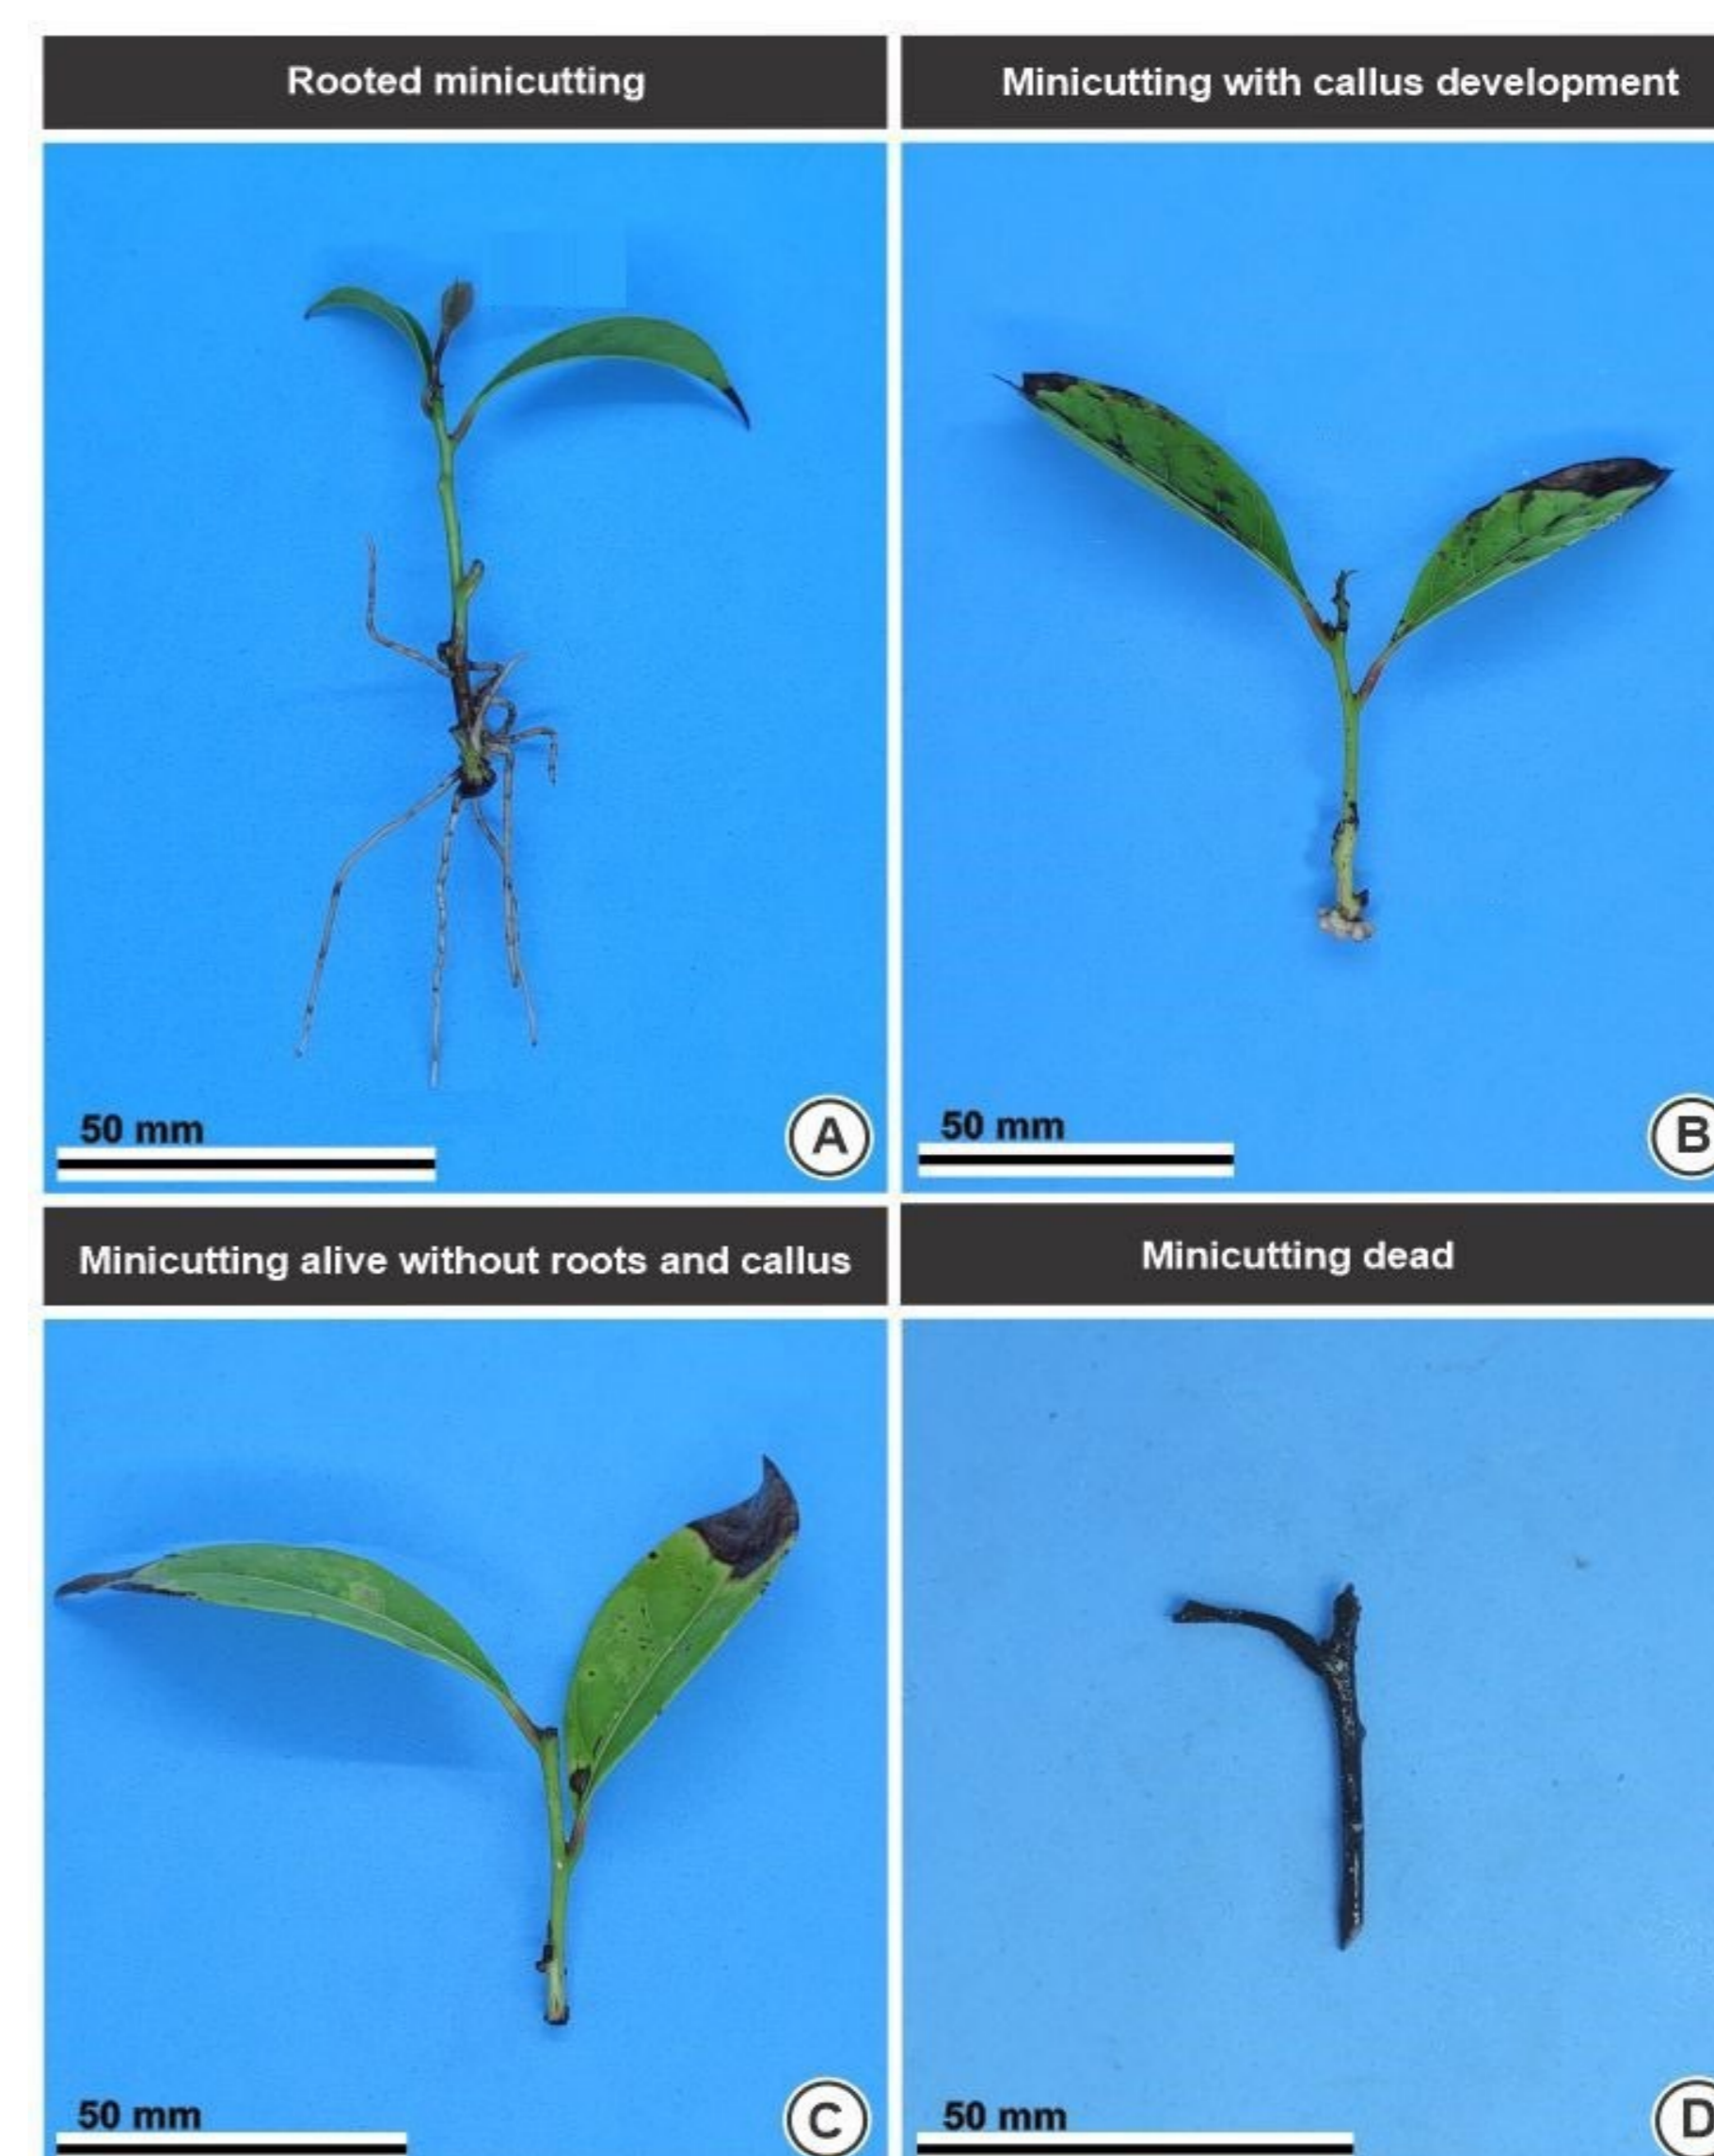 Rooted minicutting
Minicutting with callus development
50 mm
A
50 mm
B
Minicutting alive without roots and callus
Minicutting dead
50 mm
C
50 mm
D